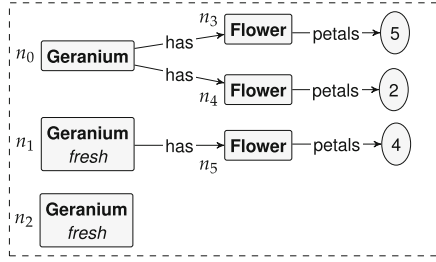 n3 Flower petals 5
n0 Geranium has
has
n4 Flower petals 2
n1 Geranium
fresh
has n5 Flower petals 4
n2 Geranium
fresh